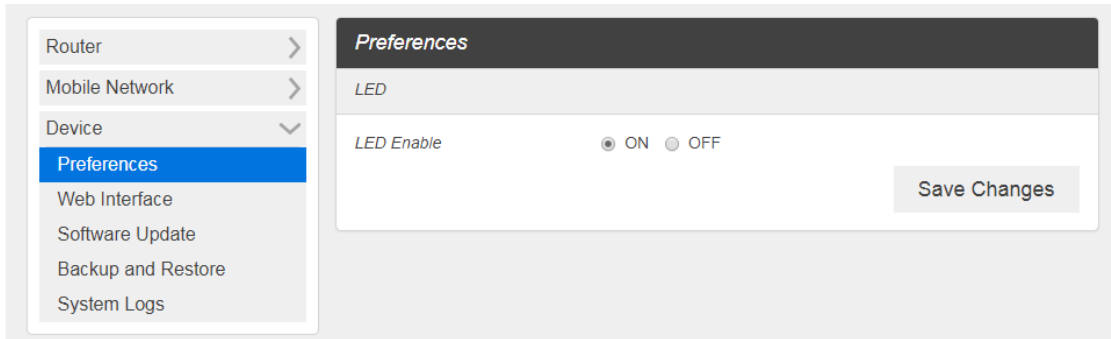 Router
Mobile Network
Device
Preferences
Web Interface
Software Update
Backup and Restore
System Logs
Preferences
LED
LED Enable ON OFF
Save Changes